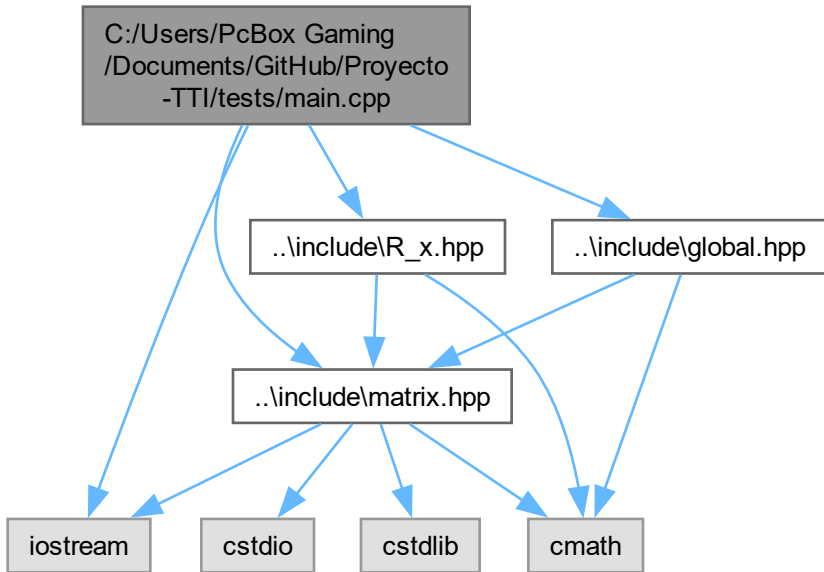 C:/Users/PcBox Gaming
/Documents/GitHub/Proyecto
-TTI/tests/main.cpp
..\include\R_x.hpp
..\include\global.hpp
..\include\matrix.hpp
iostream
cstdio
cstdlib
cmath